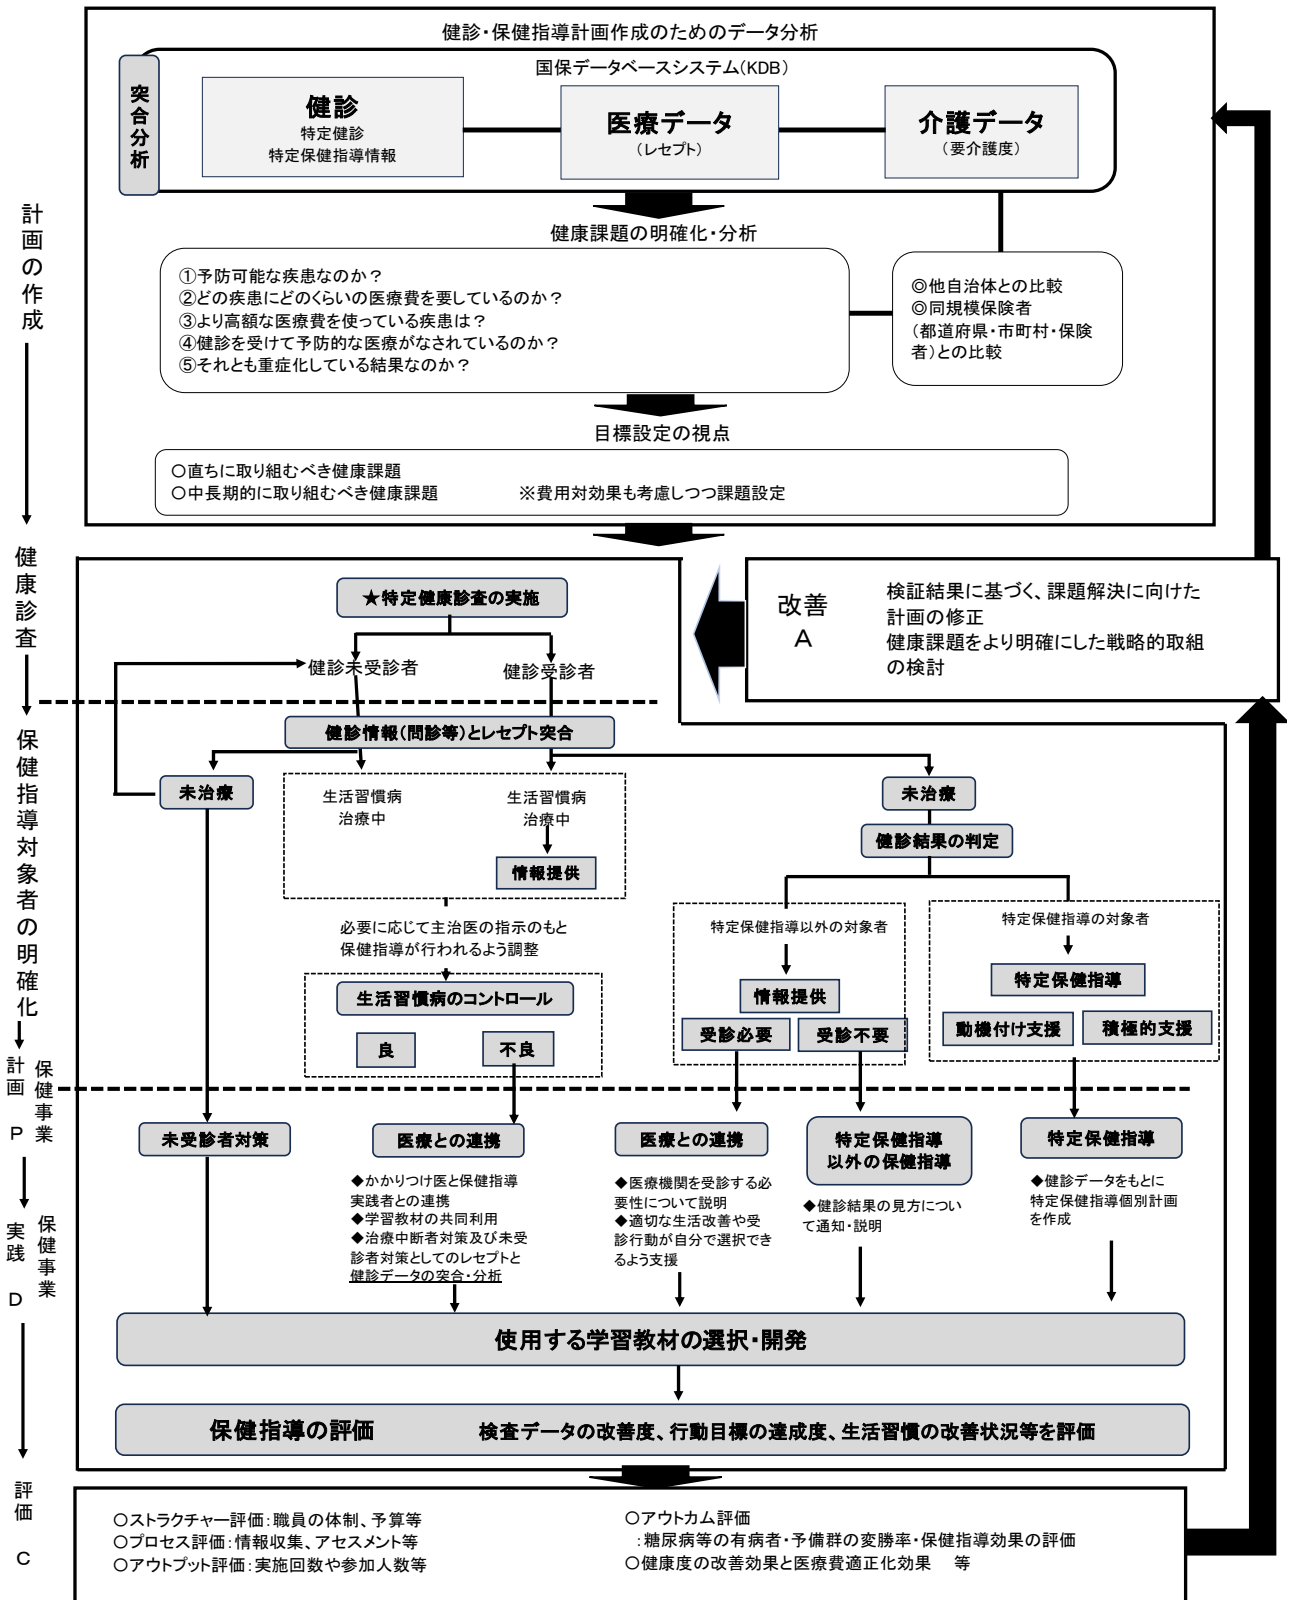 健診・保健指導計画作成のためのデータ分析
国保データベースシステム(KDB)
突合分析
健診
特定健診
特定保健指導情報
医療データ
(レセプト)
介護データ
(要介護度)
計画の作成
健康課題の明確化・分析
①予防可能な疾患なのか？
②どの疾患にどのくらいの医療費を要しているのか？
③より高額な医療費を使っている疾患は？
④健診を受けて予防的な医療がなされているのか？
⑤それとも重症化している結果なのか？
◎他自治体との比較
◎同規模保険者
(都道府県・市町村・保険
者)との比較
目標設定の視点
○直ちに取り組むべき健康課題
○中長期的に取り組むべき健康課題　　　※費用対効果も考慮しつつ課題設定
健康診査
★特定健康診査の実施
健診未受診者
健診受診者
改善
A
検証結果に基づく、課題解決に向けた
計画の修正
健康課題をより明確にした戦略的取組
の検討
保健指導対象者の明確化
健診情報(問診等)とレセプト突合
未治療
生活習慣病
治療中
生活習慣病
治療中
情報提供
未治療
健診結果の判定
必要に応じて主治医の指示のもと
保健指導が行われるよう調整
生活習慣病のコントロール
良
不良
特定保健指導以外の対象者
情報提供
受診必要
受診不要
特定保健指導の対象者
特定保健指導
動機付け支援
積極的支援
保健事業
計画 P
未受診者対策
医療との連携
◆かかりつけ医と保健指導
実践者との連携
◆学習教材の共同利用
◆治療中断者対策及び未受
診者対策としてのレセプトと
健診データの突合・分析
医療との連携
◆医療機関を受診する必
要性について説明
◆適切な生活改善や受
診行動が自分で選択でき
るよう支援
特定保健指導
以外の保健指導
◆健診結果の見方につい
て通知・説明
特定保健指導
◆健診データをもとに
特定保健指導個別計画
を作成
保健事業
実践 D
使用する学習教材の選択・開発
保健指導の評価　　検査データの改善度、行動目標の達成度、生活習慣の改善状況等を評価
評価 C
○ストラクチャー評価：職員の体制、予算等
○プロセス評価：情報収集、アセスメント等
○アウトプット評価：実施回数や参加人数等
○アウトカム評価
：糖尿病等の有病者・予備群の変勝率・保健指導効果の評価
○健康度の改善効果と医療費適正化効果　等